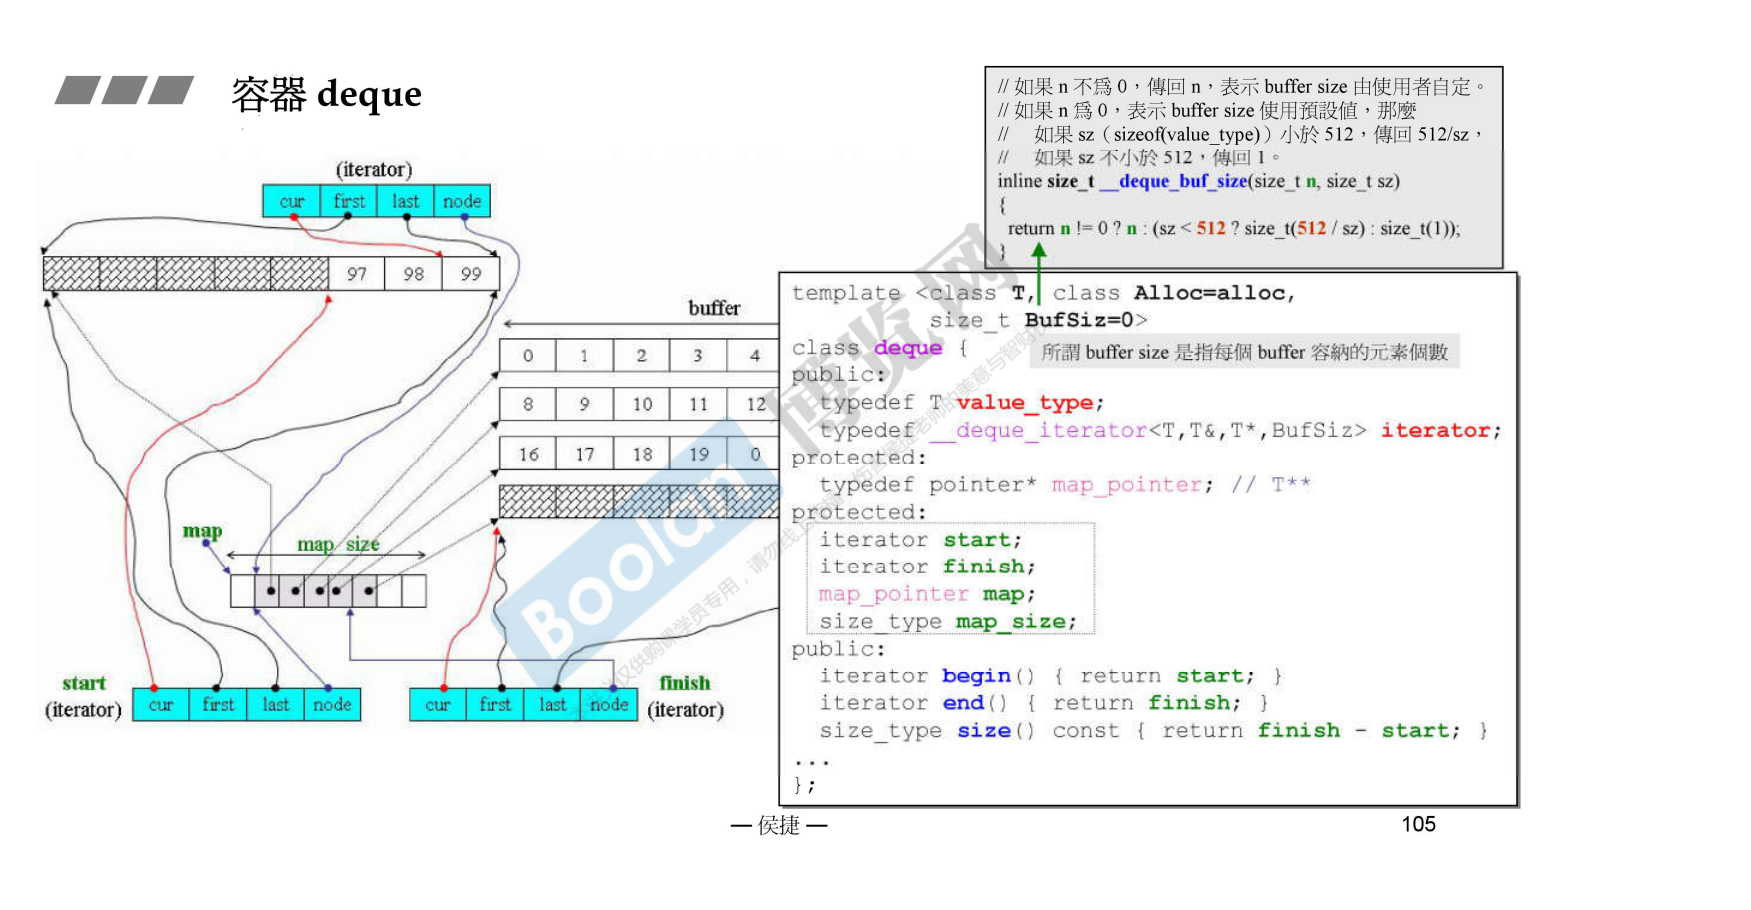 容器 deque
// 如果 n 不為 0，傳回 n，表示 buffer size 由使用者自定。
// 如果 n 為 0，表示 buffer size 使用預設值，那麼
// 如果 sz（sizeof(value_type)）小於 512，傳回 512/sz，
// 如果 sz 不小於 512，傳回 1。
inline size_t __deque_buf_size(size_t n, size_t sz)
{
return n != 0 ? n : (sz < 512 ? size_t(512 / sz) : size_t(1));
}
(iterator)
cur first last node
97 98 99
buffer
0 1 2 3 4
8 9 10 11 12
16 17 18 19 0
map
map_size
start
(iterator)
cur first last node
cur first last node
finish
(iterator)
template <class T, class Alloc=alloc,
size_t BufSiz=0>
class deque {
所謂 buffer size 是指每個 buffer 容納的元素個數
public:
typedef T value_type;
typedef __deque_iterator<T,T&,T*,BufSiz> iterator;
protected:
typedef pointer* map_pointer; // T**
protected:
iterator start;
iterator finish;
map_pointer map;
size_type map_size;
public:
iterator begin() { return start; }
iterator end() { return finish; }
size_type size() const { return finish - start; }
...
};
Boolan 博览网
— 侯捷 —
105